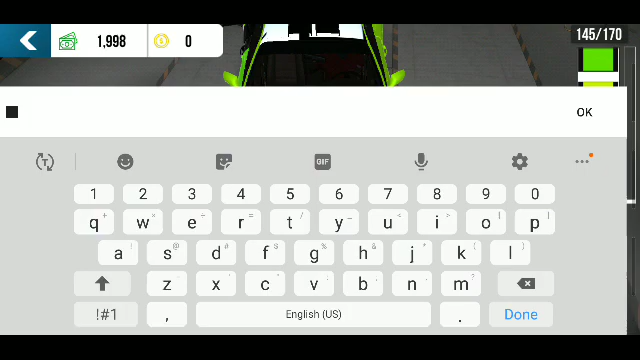 1,998
0
145/170
OK
T
GIF
1 2 3 4 5 6 7 8 9 0
q w e r t y u i o p
a s d f g h j k l
z x c v b n m
!#1 , English (US) . Done